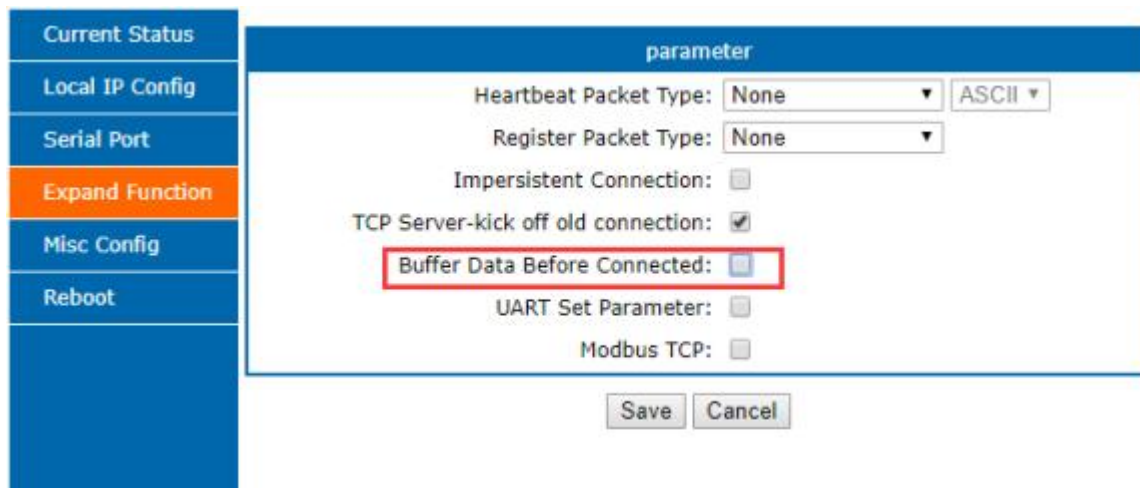 Current Status
Local IP Config
Serial Port
Expand Function
Misc Config
Reboot
parameter
Heartbeat Packet Type: None ASCII
Register Packet Type: None
Impersistent Connection:
TCP Server-kick off old connection:
Buffer Data Before Connected:
UART Set Parameter:
Modbus TCP:
Save Cancel